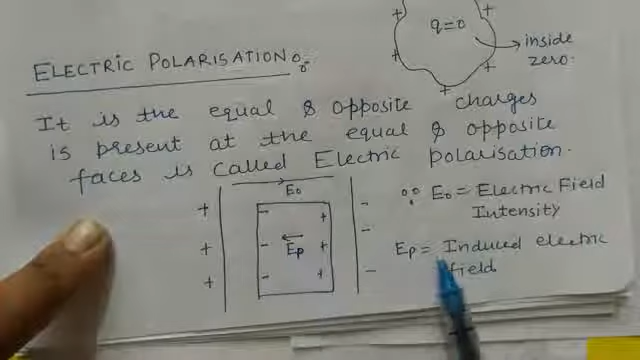 q=0
inside
zero.
ELECTRIC POLARISATION :
It is the equal & opposite charges
is present at the equal & opposite
faces is called Electric polarisation.
E₀
∵ E₀ = Electric Field
Intensity
+ - + -
+ - Ep + -
+ - + -
Ep = Induced electric
field